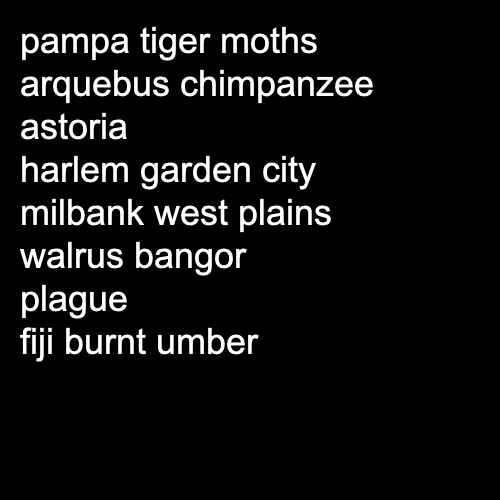 pampa tiger moths
arquebus chimpanzee
astoria
harlem garden city
milbank west plains
walrus bangor
plague
fiji burnt umber